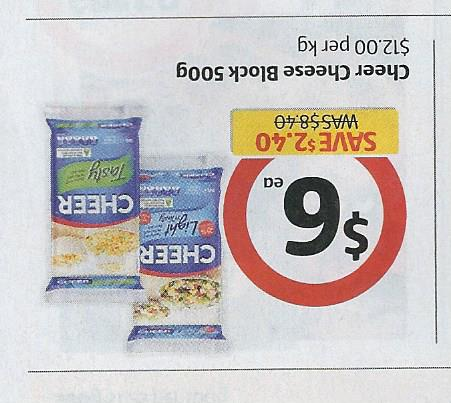 $6 ea
SAVE $2.40
WAS $8.40
CHEER
Light
CHEER
Tasty
Cheer Cheese Block 500g
$12.00 per kg